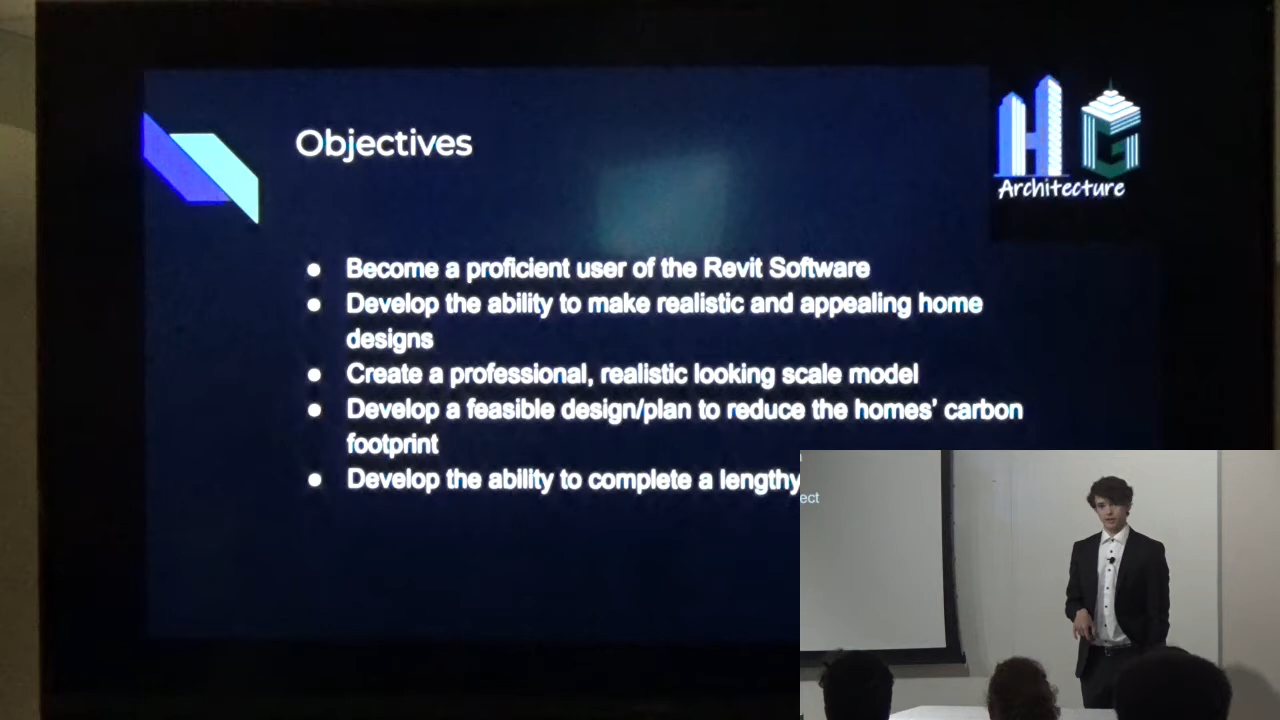 Objectives
HG
Architecture
● Become a proficient user of the Revit Software
● Develop the ability to make realistic and appealing home
designs
● Create a professional, realistic looking scale model
● Develop a feasible design/plan to reduce the homes’ carbon
footprint
● Develop the ability to complete a lengthy
ect